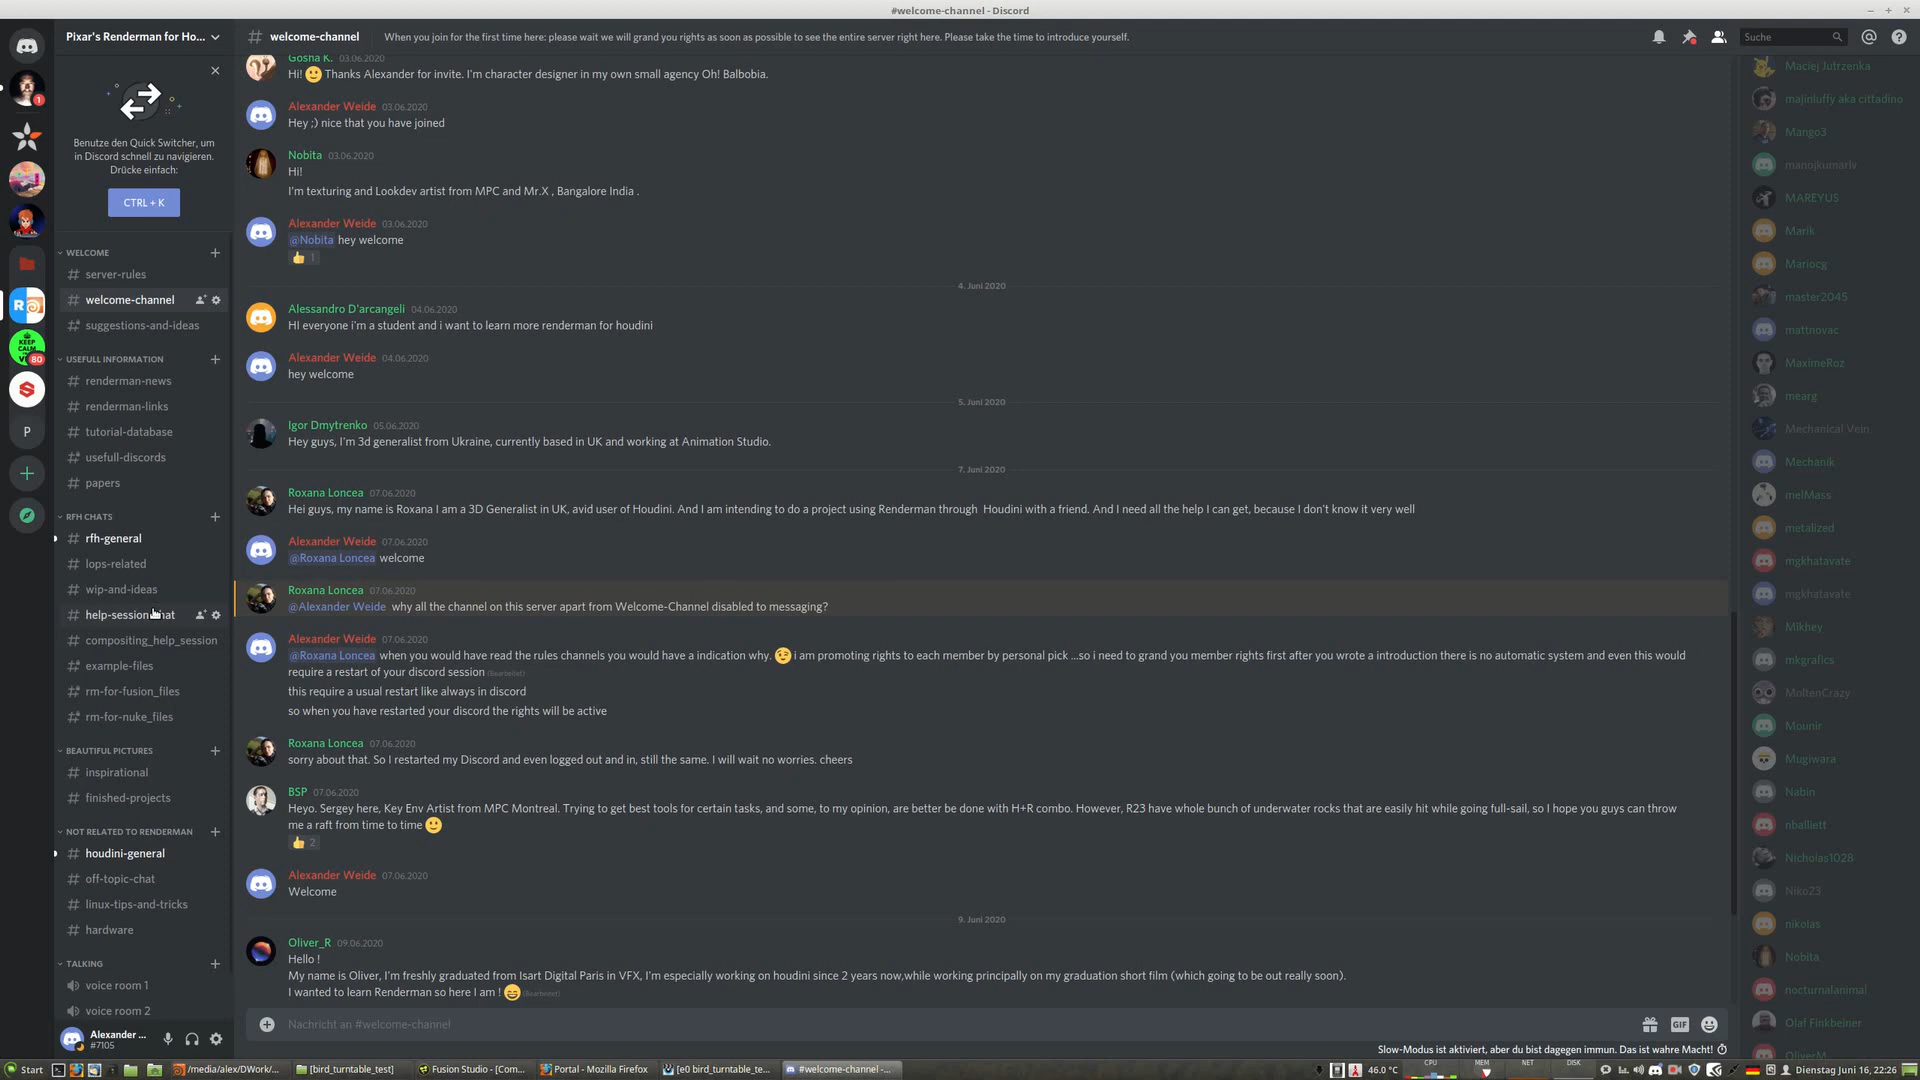 #welcome-channel - Discord
Pixar's Renderman for Ho...
# welcome-channel
When you join for the first time here: please wait we will grand you rights as soon as possible to see the entire server right here. Please take the time to introduce yourself.
Suche
Benutze den Quick Switcher, um
in Discord schnell zu navigieren.
Drücke einfach:
CTRL + K
WELCOME
server-rules
welcome-channel
suggestions-and-ideas
USEFULL INFORMATION
renderman-news
renderman-links
tutorial-database
usefull-discords
papers
RFH CHATS
rfh-general
lops-related
wip-and-ideas
help-session
compositing_help_session
example-files
rm-for-fusion_files
rm-for-nuke_files
BEAUTIFUL PICTURES
inspirational
finished-projects
NOT RELATED TO RENDERMAN
houdini-general
off-topic-chat
linux-tips-and-tricks
hardware
TALKING
voice room 1
voice room 2
Alexander ...
#7105
1
80
P
Gosha K. 03.06.2020
Hi! Thanks Alexander for invite. I'm character designer in my own small agency Oh! Balbobia.
Alexander Weide 03.06.2020
Hey ;) nice that you have joined
Nobita 03.06.2020
Hi!
I'm texturing and Lookdev artist from MPC and Mr.X , Bangalore India .
Alexander Weide 03.06.2020
@Nobita hey welcome
1
4. Juni 2020
Alessandro D'arcangeli 04.06.2020
HI everyone i'm a student and i want to learn more renderman for houdini
Alexander Weide 04.06.2020
hey welcome
5. Juni 2020
Igor Dmytrenko 05.06.2020
Hey guys, I'm 3d generalist from Ukraine, currently based in UK and working at Animation Studio.
7. Juni 2020
Roxana Loncea 07.06.2020
Hei guys, my name is Roxana I am a 3D Generalist in UK, avid user of Houdini. And I am intending to do a project using Renderman through Houdini with a friend. And I need all the help I can get, because I don't know it very well
Alexander Weide 07.06.2020
@Roxana Loncea welcome
Roxana Loncea 07.06.2020
@Alexander Weide why all the channel on this server apart from Welcome-Channel disabled to messaging?
Alexander Weide 07.06.2020
@Roxana Loncea when you would have read the rules channels you would have a indication why. i am promoting rights to each member by personal pick ...so i need to grand you member rights first after you wrote a introduction there is no automatic system and even this would
require a restart of your discord session (Bearbeitet)
this require a usual restart like always in discord
so when you have restarted your discord the rights will be active
Roxana Loncea 07.06.2020
sorry about that. So I restarted my Discord and even logged out and in, still the same. I will wait no worries. cheers
BSP 07.06.2020
Heyo. Sergey here, Key Env Artist from MPC Montreal. Trying to get best tools for certain tasks, and some, to my opinion, are better be done with H+R combo. However, R23 have whole bunch of underwater rocks that are easily hit while going full-sail, so I hope you guys can throw
me a raft from time to time
2
Alexander Weide 07.06.2020
Welcome
9. Juni 2020
Oliver_R 09.06.2020
Hello !
My name is Oliver, I'm freshly graduated from Isart Digital Paris in VFX, I'm especially working on houdini since 2 years now,while working principally on my graduation short film (which going to be out really soon).
I wanted to learn Renderman so here I am ! (Bearbeitet)
Nachricht an #welcome-channel
GIF
Slow-Modus ist aktiviert, aber du bist dagegen immun. Das ist wahre Macht!
Maciej Jutrzenka
majinluffy aka cittadino
Mango3
manojkumarlv
MAREYU5
Marik
Mariocg
master2045
mattnovac
MaximeRoz
mearg
Mechanical Vein
Mechanik
melMass
metalized
mgkhatavate
mgkhatavate
Mikhey
mkgrafics
MoltenCrazy
Mounir
Mugiwara
Nabin
nballiett
Nicholas1028
Niko23
nikolas
Nobita
nocturnalanimal
Olaf Finkbeiner
OliverM
Start
/media/alex/DWork/...
[bird_turntable_test]
Fusion Studio - [Com...
Portal - Mozilla Firefox
[e0 bird_turntable_te...
#welcome-channel -...
46.0 °C
CPU
MEM
NET
DISK
Dienstag Juni 16, 22:26